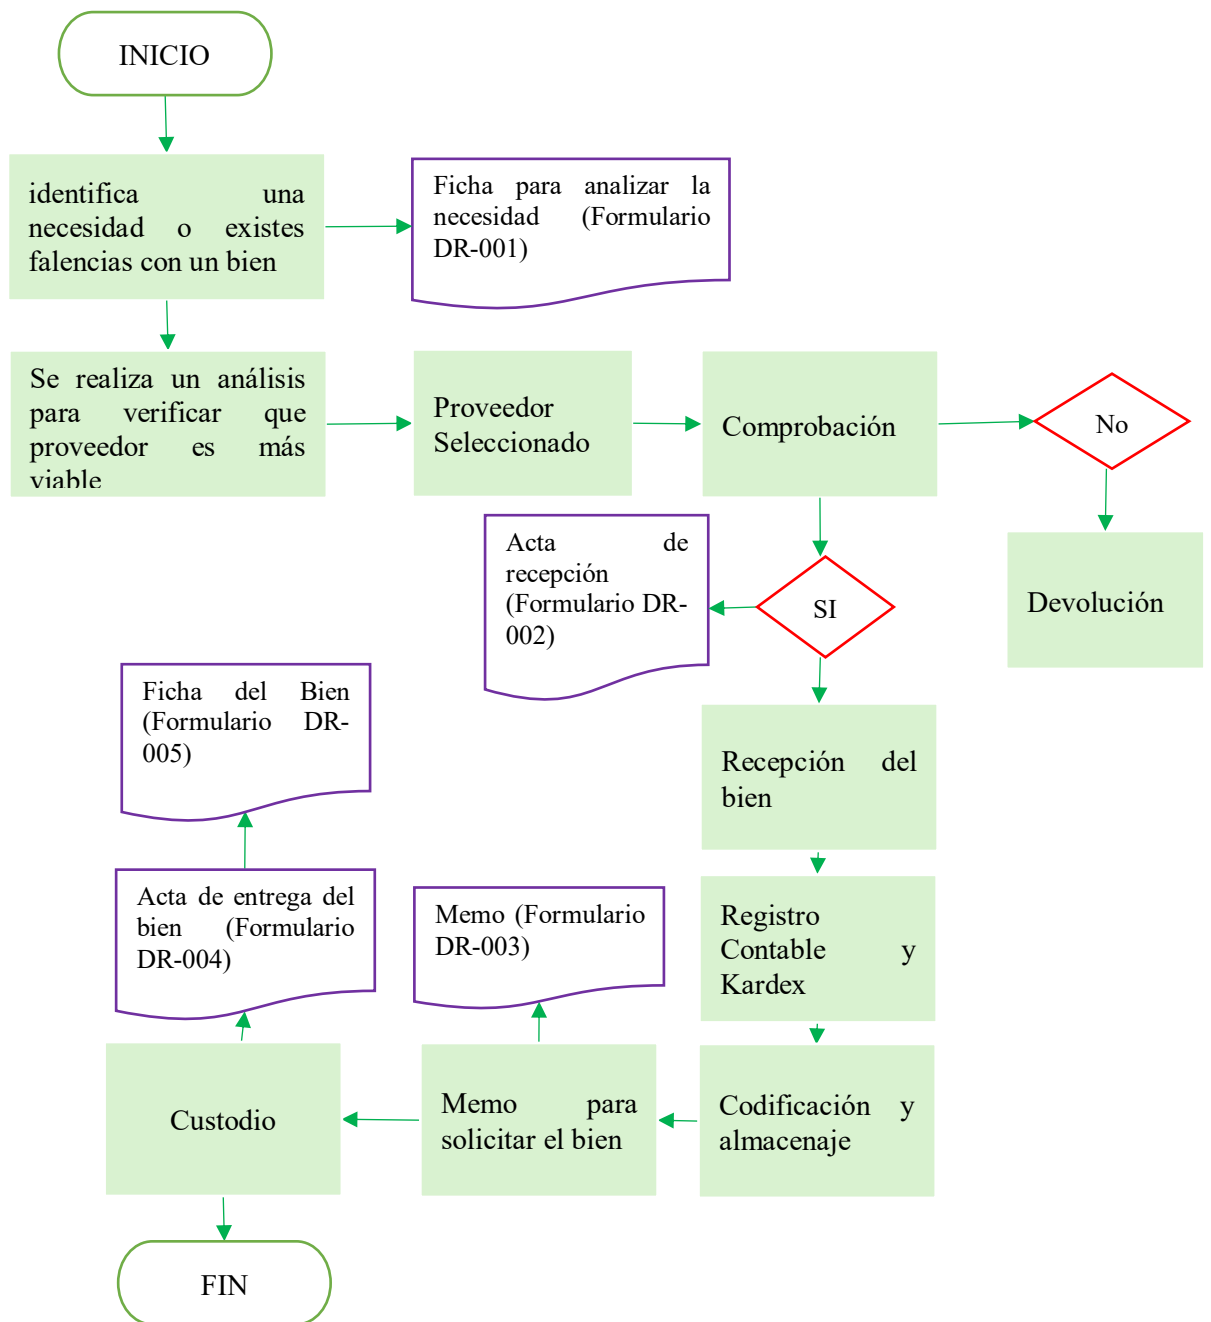 INICIO
identifica una
necesidad o existes
falencias con un bien
Ficha para analizar la
necesidad (Formulario
DR-001)
Se realiza un análisis
para verificar que
proveedor es más
viable
Proveedor
Seleccionado
Comprobación
No
Devolución
Acta de
recepción
(Formulario DR-
002)
SI
Recepción del
bien
Registro
Contable y
Kardex
Codificación y
almacenaje
Memo (Formulario
DR-003)
Memo para
solicitar el bien
Ficha del Bien
(Formulario DR-
005)
Acta de entrega del
bien (Formulario
DR-004)
Custodio
FIN